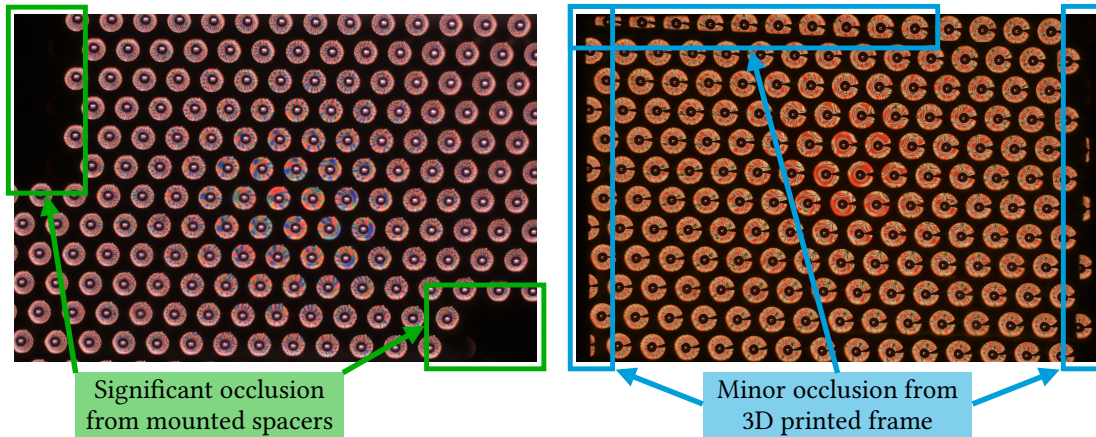 Significant occlusion
from mounted spacers
Minor occlusion from
3D printed frame